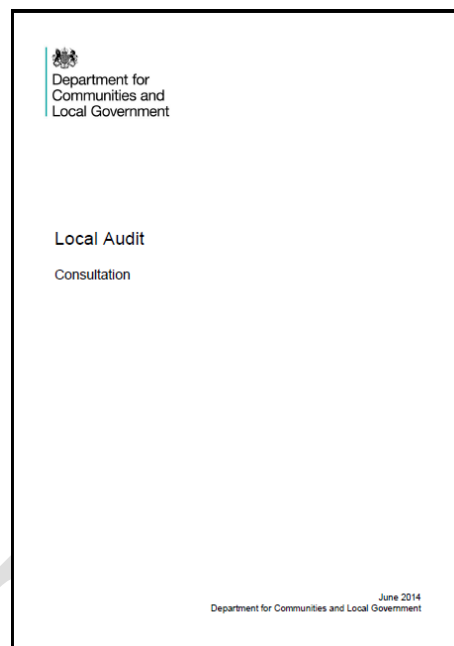 Department for
Communities and
Local Government
Local Audit
Consultation
June 2014
Department for Communities and Local Government